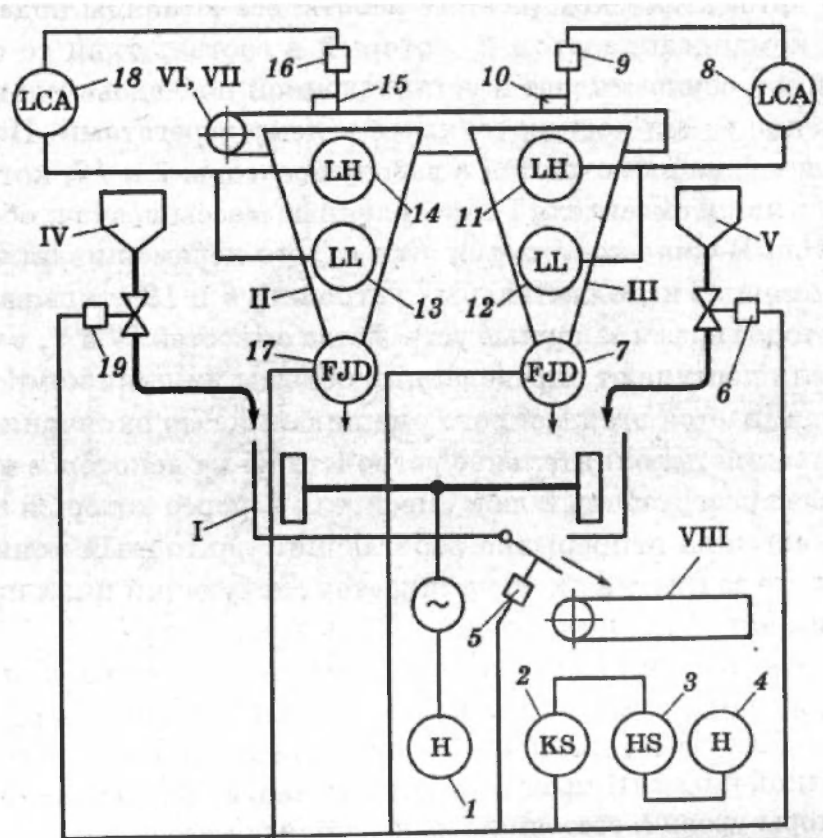 18
VI, VII
16
15
10
9
8
LCA
LCA
LH
14
11
LH
IV
V
LL
II
13
12
LL
III
19
17
FJD
FJD
7
6
I
VIII
~
5
2
3
4
H
KS
HS
H
1